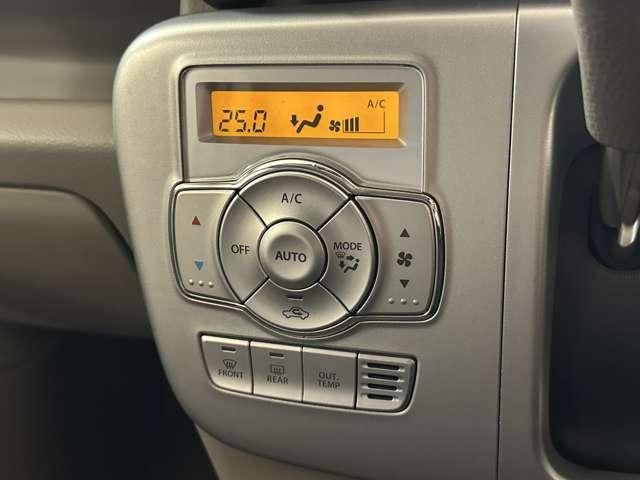 A/C
25.0
A/C
OFF
AUTO
MODE
FRONT
REAR
OUT.
TEMP